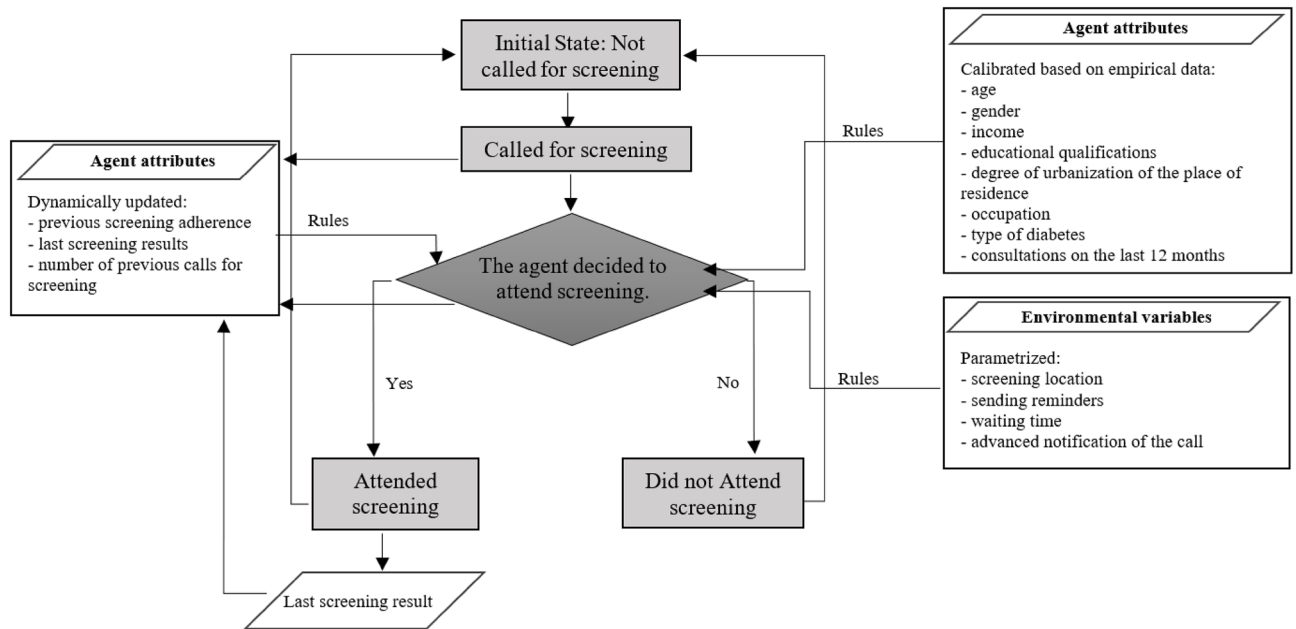 Initial State: Not
called for screening
Called for screening
Agent attributes
Dynamically updated:
- previous screening adherence
- last screening results
- number of previous calls for
screening
Rules
The agent decided to
attend screening.
Agent attributes
Calibrated based on empirical data:
- age
- gender
- income
- educational qualifications
- degree of urbanization of the place of
residence
- occupation
- type of diabetes
- consultations on the last 12 months
Rules
Environmental variables
Parametrized:
- screening location
- sending reminders
- waiting time
- advanced notification of the call
Rules
Yes
No
Attended
screening
Did not Attend
screening
Last screening result